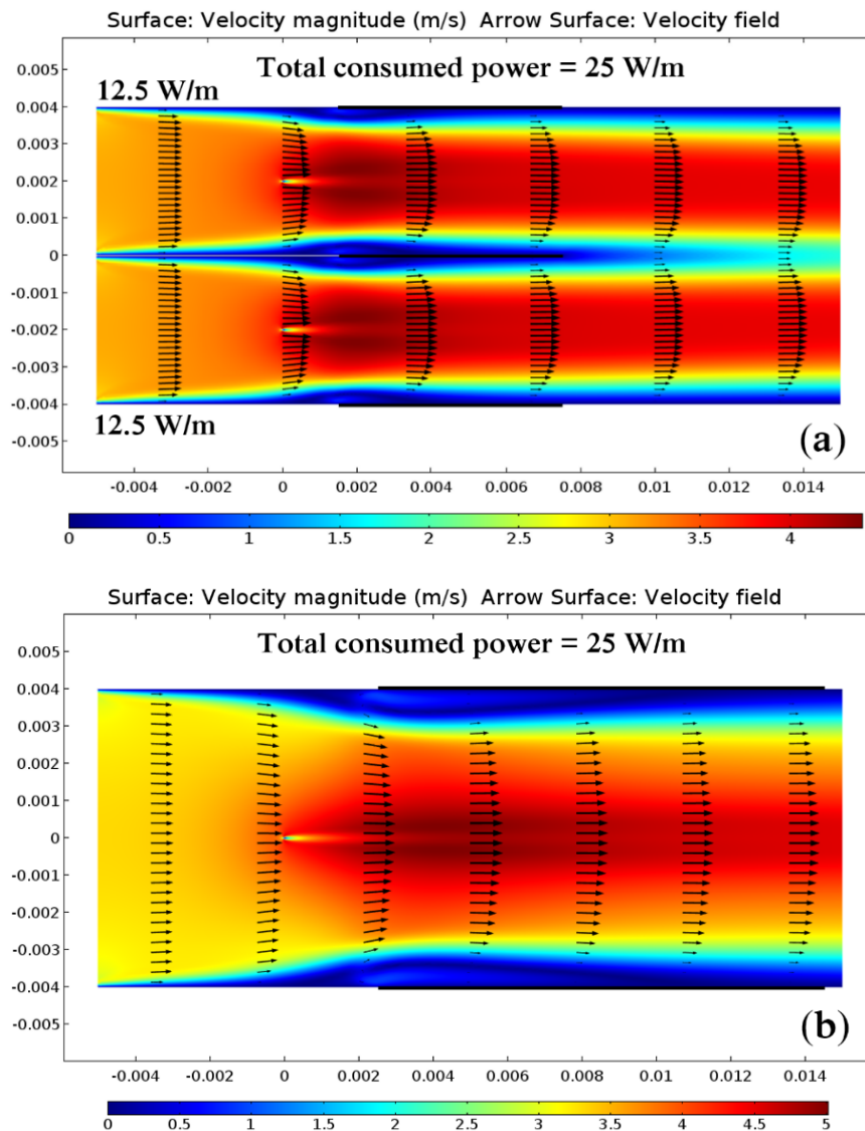 Surface: Velocity magnitude (m/s) Arrow Surface: Velocity field
Total consumed power = 25 W/m
12.5 W/m
0.005
0.004
0.003
0.002
0.001
0
-0.001
-0.002
-0.003
-0.004
-0.005
12.5 W/m
(a)
-0.004 -0.002 0 0.002 0.004 0.006 0.008 0.01 0.012 0.014
0 0.5 1 1.5 2 2.5 3 3.5 4
Surface: Velocity magnitude (m/s) Arrow Surface: Velocity field
Total consumed power = 25 W/m
0.005
0.004
0.003
0.002
0.001
0
-0.001
-0.002
-0.003
-0.004
-0.005
(b)
-0.004 -0.002 0 0.002 0.004 0.006 0.008 0.01 0.012 0.014
0 0.5 1 1.5 2 2.5 3 3.5 4 4.5 5